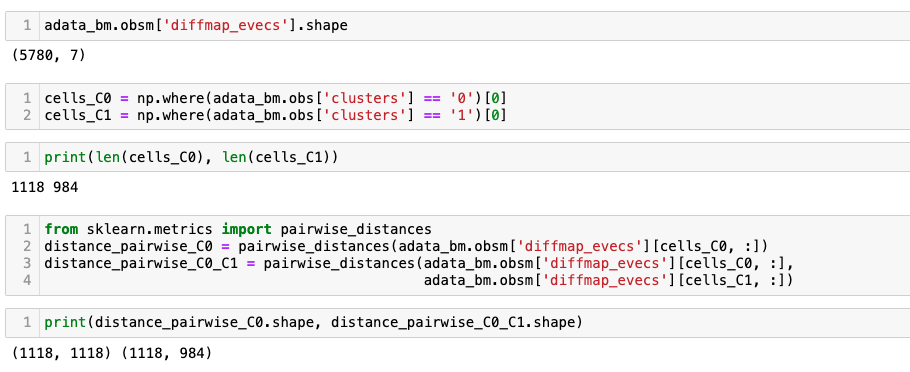 1 adata_bm.obsm['diffmap_evecs'].shape
(5780, 7)
1 cells_C0 = np.where(adata_bm.obs['clusters'] == '0')[0]
2 cells_C1 = np.where(adata_bm.obs['clusters'] == '1')[0]
1 print(len(cells_C0), len(cells_C1))
1118 984
1 from sklearn.metrics import pairwise_distances
2 distance_pairwise_C0 = pairwise_distances(adata_bm.obsm['diffmap_evecs'][cells_C0, :])
3 distance_pairwise_C0_C1 = pairwise_distances(adata_bm.obsm['diffmap_evecs'][cells_C0, :],
4 adata_bm.obsm['diffmap_evecs'][cells_C1, :])
1 print(distance_pairwise_C0.shape, distance_pairwise_C0_C1.shape)
(1118, 1118) (1118, 984)